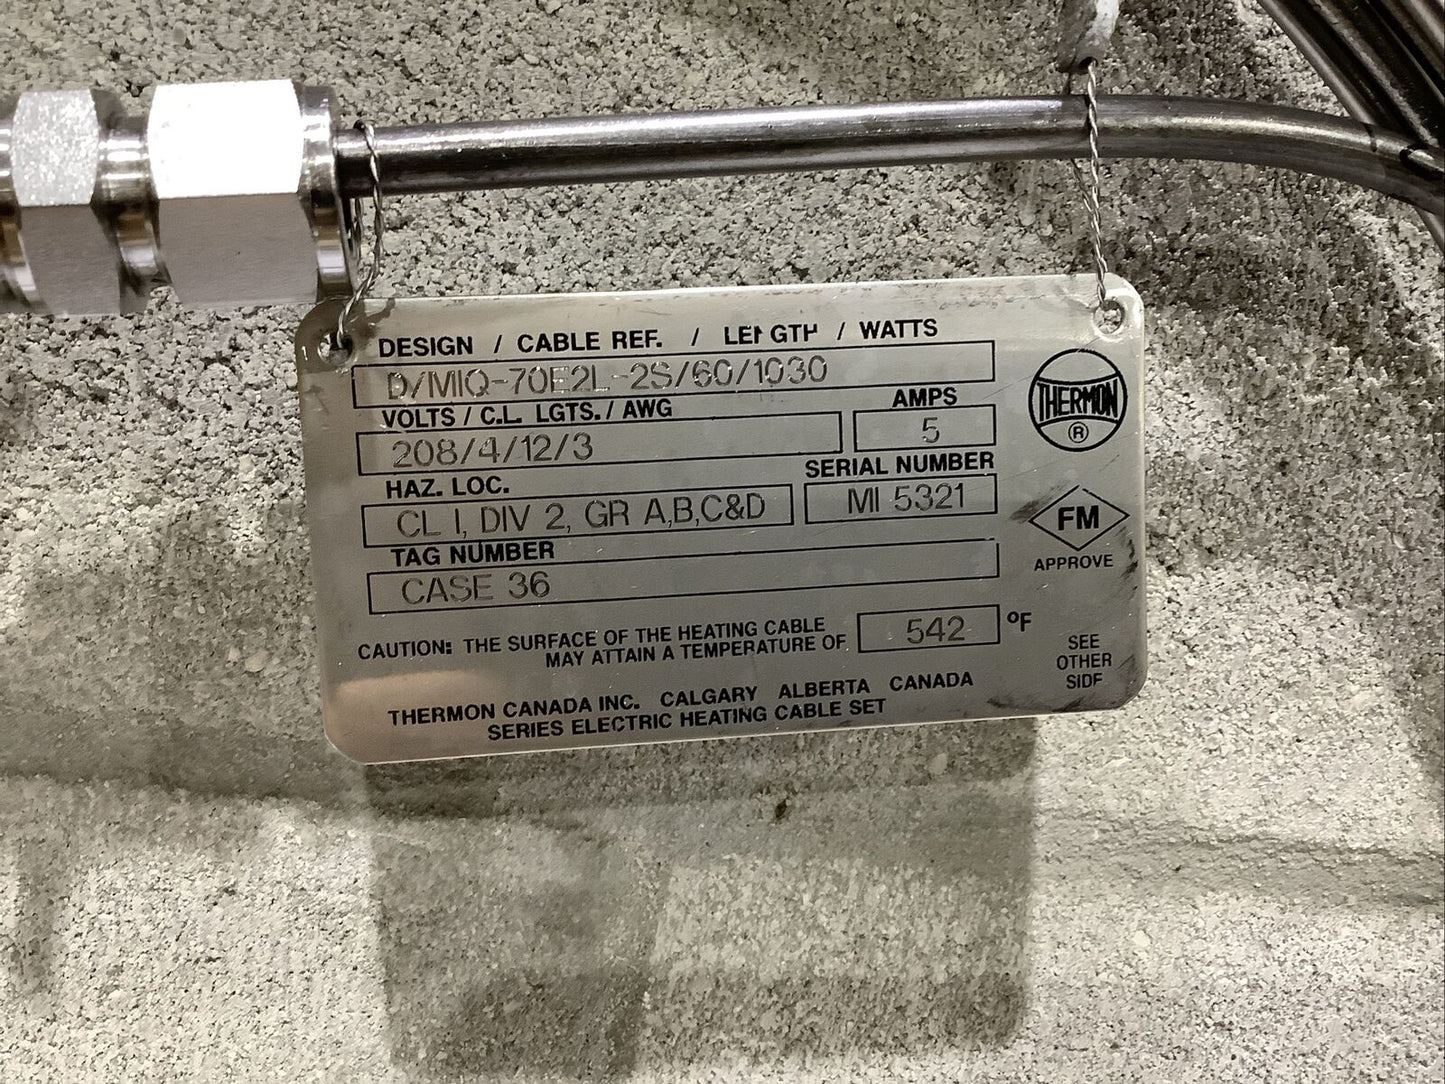 DESIGN / CABLE REF. / LENGTH / WATTS
D/MIQ-70E2L-2S/60/1030
VOLTS / C.L. LGTS. / AWG
AMPS
208/4/12/3
5
THERMON
®
HAZ. LOC.
SERIAL NUMBER
CL I, DIV 2, GR A,B,C&D
MI 5321
FM
APPROVE
TAG NUMBER
CASE 36
CAUTION: THE SURFACE OF THE HEATING CABLE
MAY ATTAIN A TEMPERATURE OF
542 °F
SEE
OTHER
SIDE
THERMON CANADA INC. CALGARY ALBERTA CANADA
SERIES ELECTRIC HEATING CABLE SET